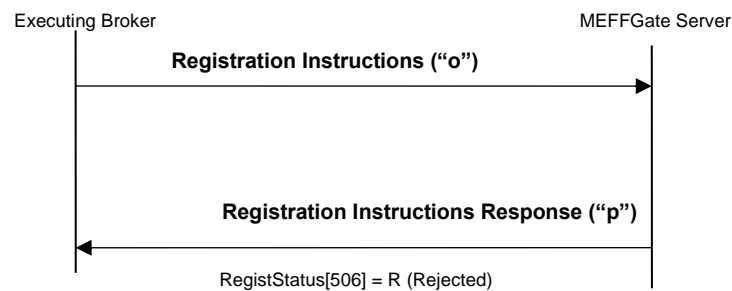 Executing Broker
MEFFGate Server
Registration Instructions (“o”)
Registration Instructions Response (“p”)
RegistStatus[506] = R (Rejected)